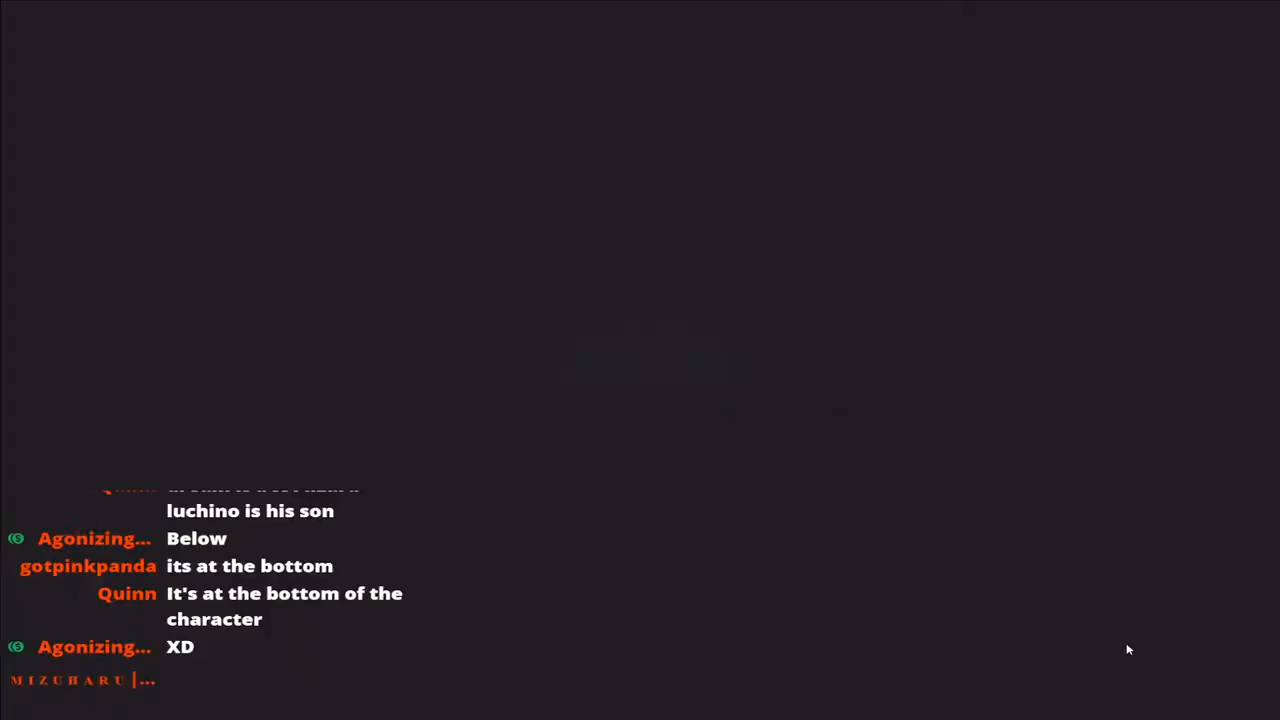 luchino is his son
Agonizing... Below
gotpinkpanda its at the bottom
Quinn It's at the bottom of the
character
Agonizing... XD
MIZUHARU|...